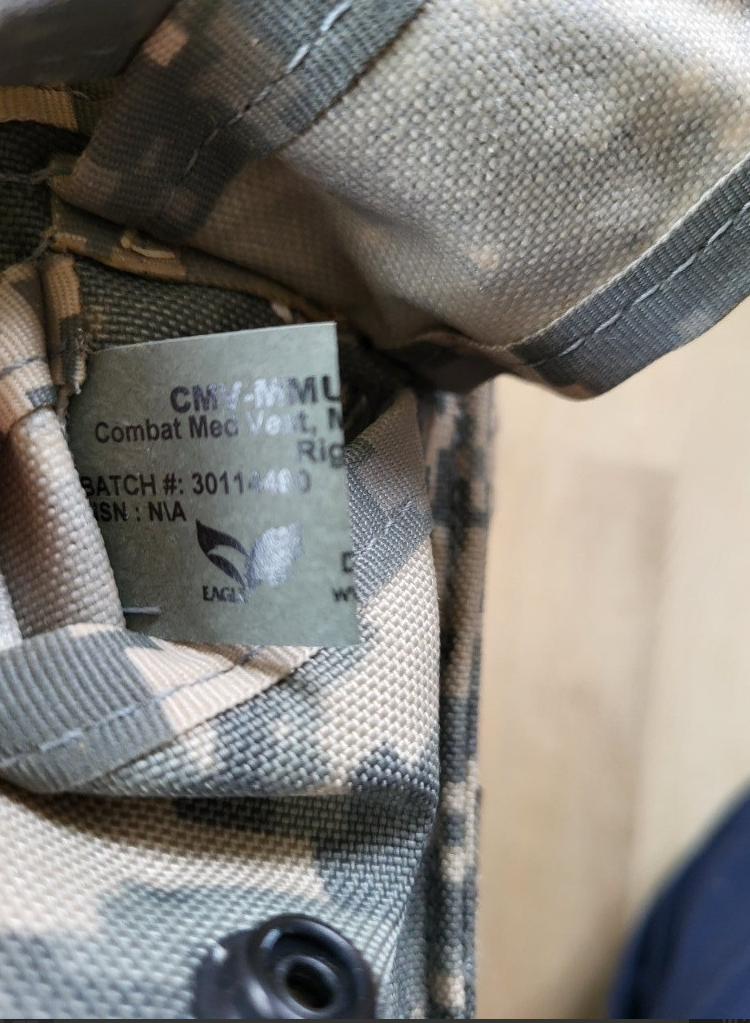 CMV-MMU
Combat Med Vest, M
Rig
BATCH #: 30114490
NSN : N\A
EAGLE
D
w